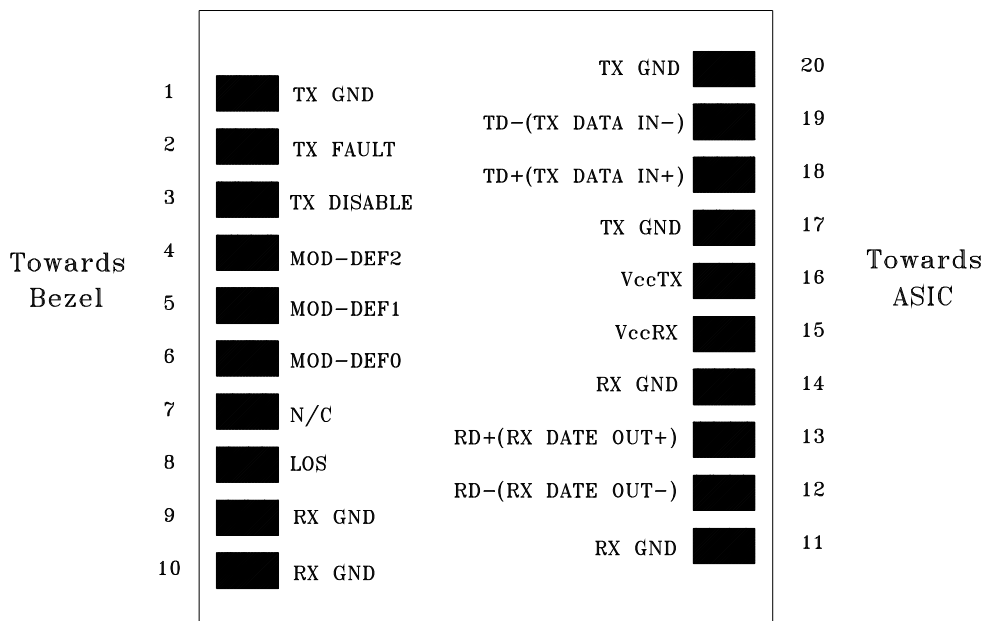 Towards
Bezel
1 TX GND
2 TX FAULT
3 TX DISABLE
4 MOD-DEF2
5 MOD-DEF1
6 MOD-DEF0
7 N/C
8 LOS
9 RX GND
10 RX GND
TX GND 20
TD-(TX DATA IN-) 19
TD+(TX DATA IN+) 18
TX GND 17
VccTX 16
VccRX 15
RX GND 14
RD+(RX DATE OUT+) 13
RD-(RX DATE OUT-) 12
RX GND 11
Towards
ASIC